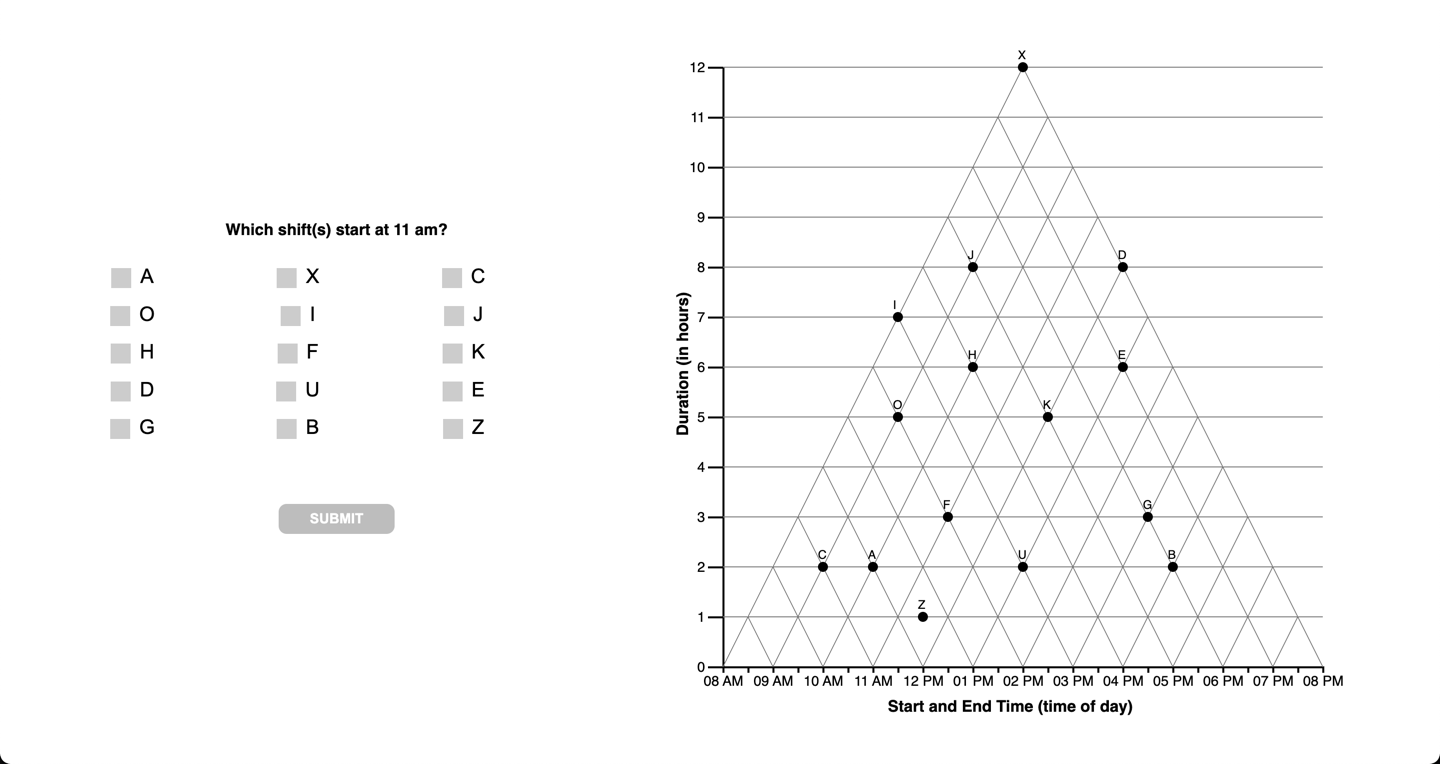 Which shift(s) start at 11 am?
A X C
O I J
H F K
D U E
G B Z
SUBMIT
X
12
11
10
9
J D
8
I
7
H E
6
O K
5
4
F G
3
C A U B
2
Z
1
0
Duration (in hours)
08 AM 09 AM 10 AM 11 AM 12 PM 01 PM 02 PM 03 PM 04 PM 05 PM 06 PM 07 PM 08 PM
Start and End Time (time of day)